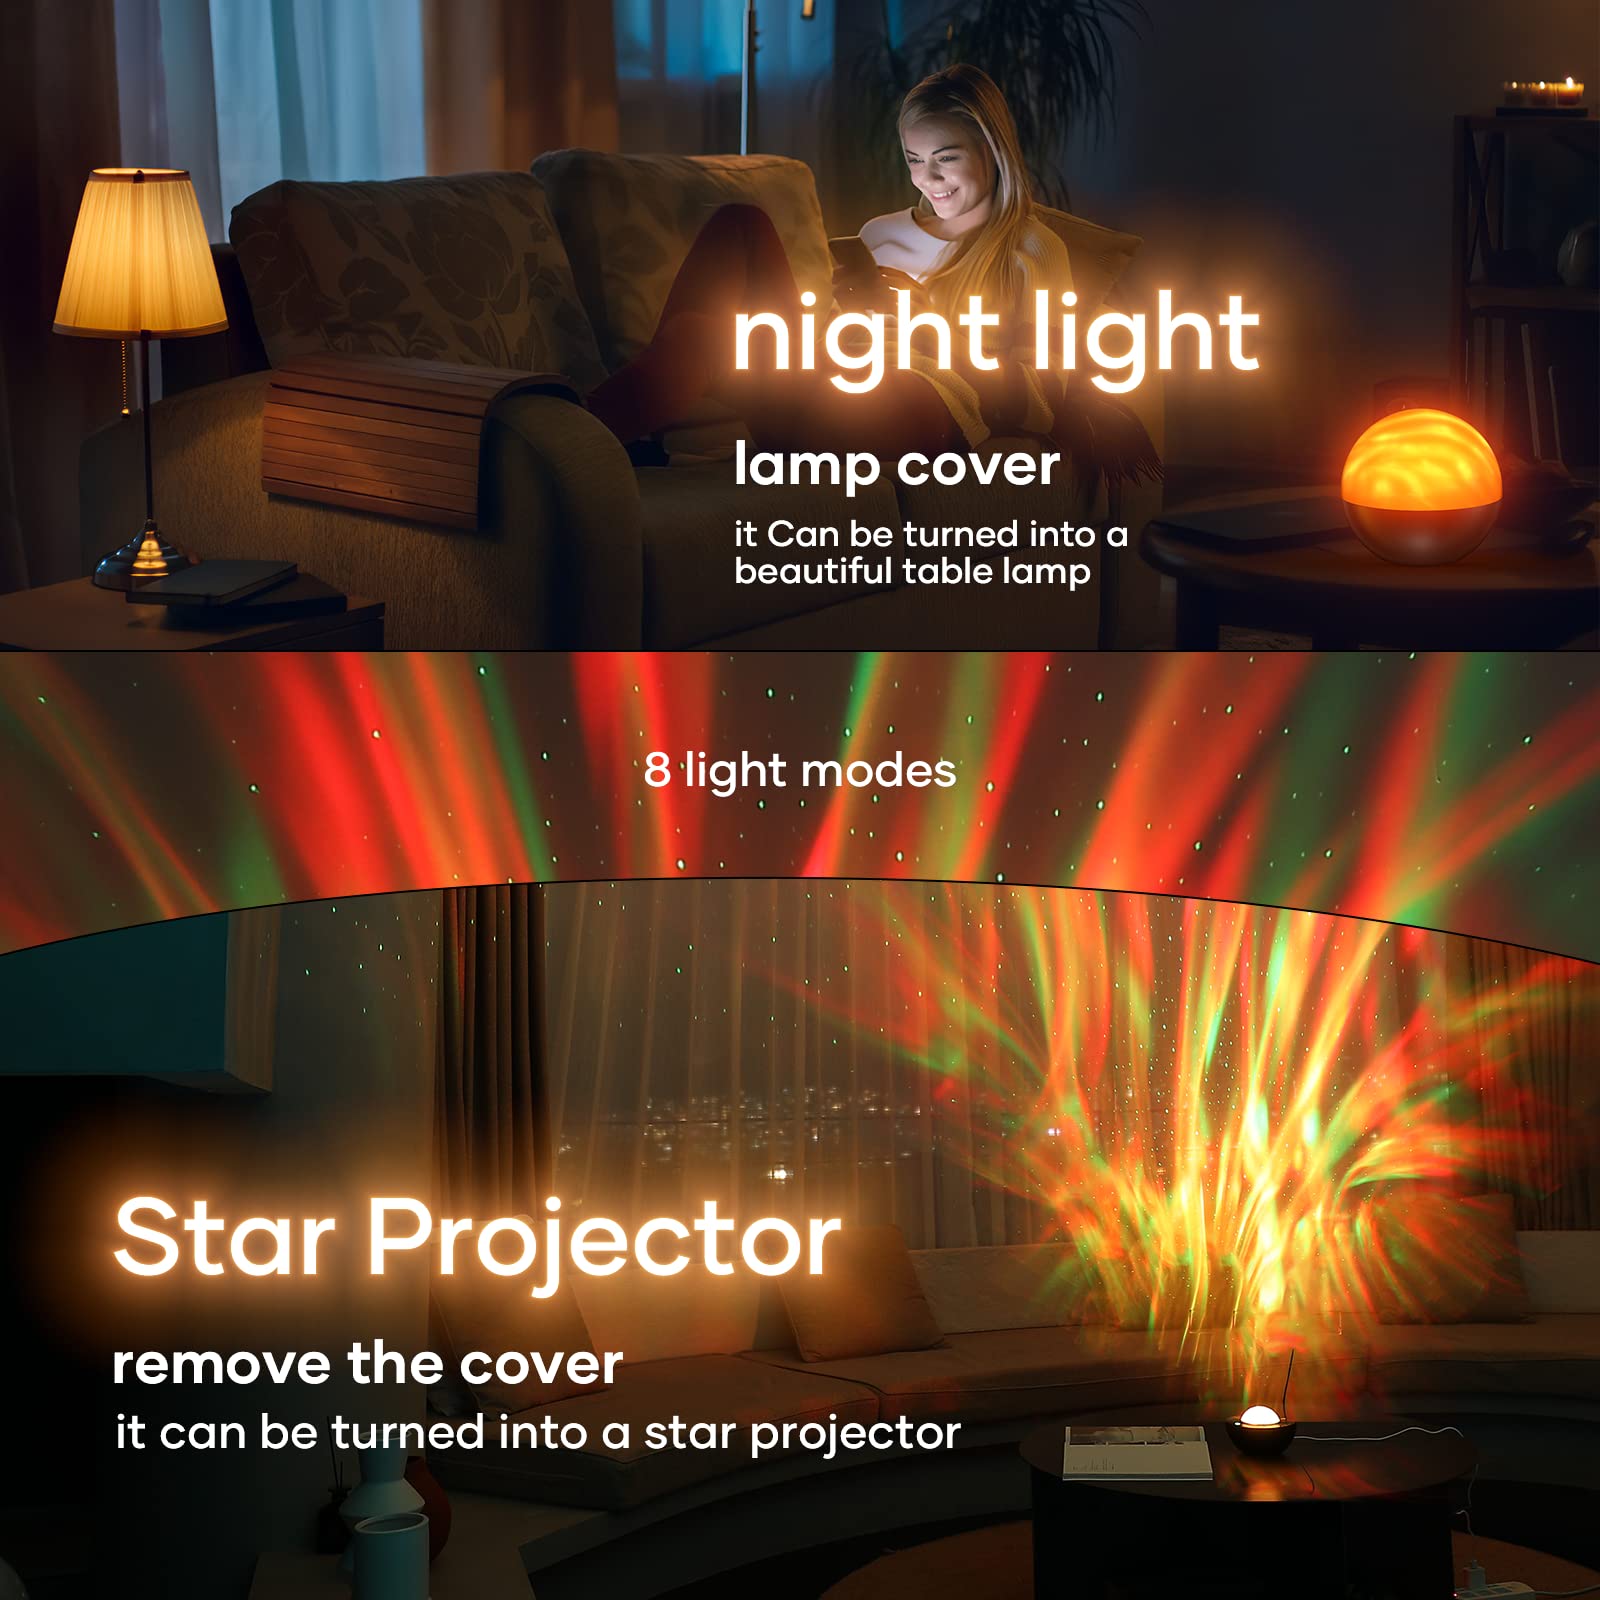 night light
lamp cover
it Can be turned into a
beautiful table lamp
8 light modes
Star Projector
remove the cover
it can be turned into a star projector